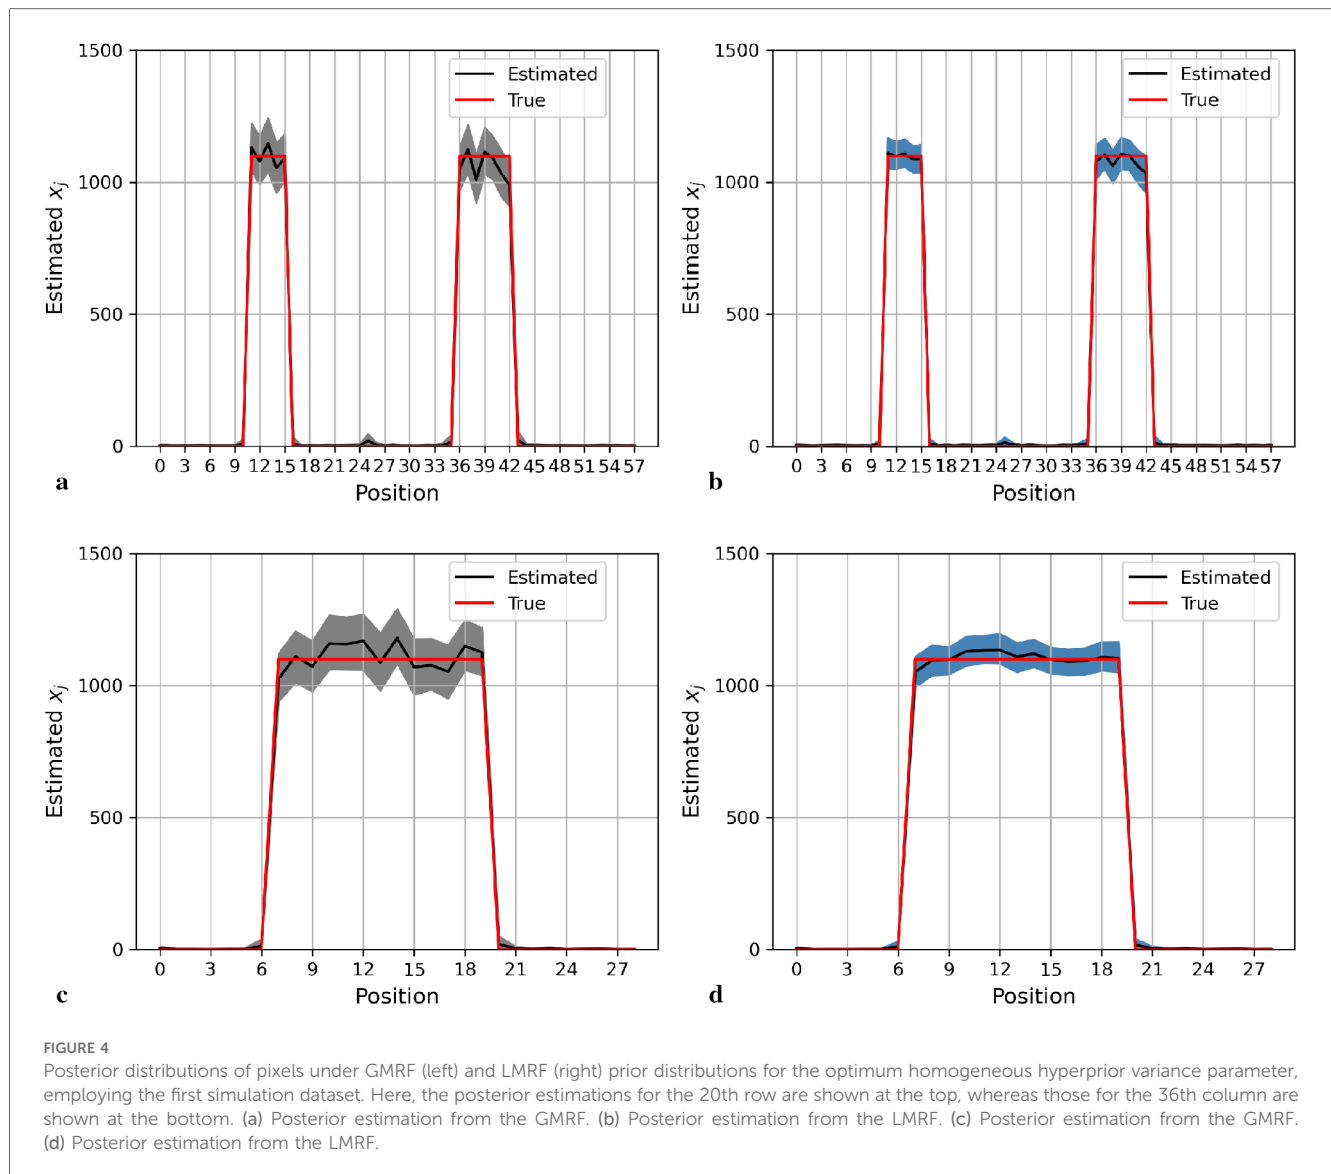 1500
1000
500
0
Estimated x_j
Estimated
True
0 3 6 9 12 15 18 21 24 27 30 33 36 39 42 45 48 51 54 57
Position
a
1500
1000
500
0
Estimated x_j
Estimated
True
0 3 6 9 12 15 18 21 24 27 30 33 36 39 42 45 48 51 54 57
Position
b
1500
1000
500
0
Estimated x_j
Estimated
True
0 3 6 9 12 15 18 21 24 27
Position
c
1500
1000
500
0
Estimated x_j
Estimated
True
0 3 6 9 12 15 18 21 24 27
Position
d
FIGURE 4
Posterior distributions of pixels under GMRF (left) and LMRF (right) prior distributions for the optimum homogeneous hyperprior variance parameter,
employing the first simulation dataset. Here, the posterior estimations for the 20th row are shown at the top, whereas those for the 36th column are
shown at the bottom. (a) Posterior estimation from the GMRF. (b) Posterior estimation from the LMRF. (c) Posterior estimation from the GMRF.
(d) Posterior estimation from the LMRF.